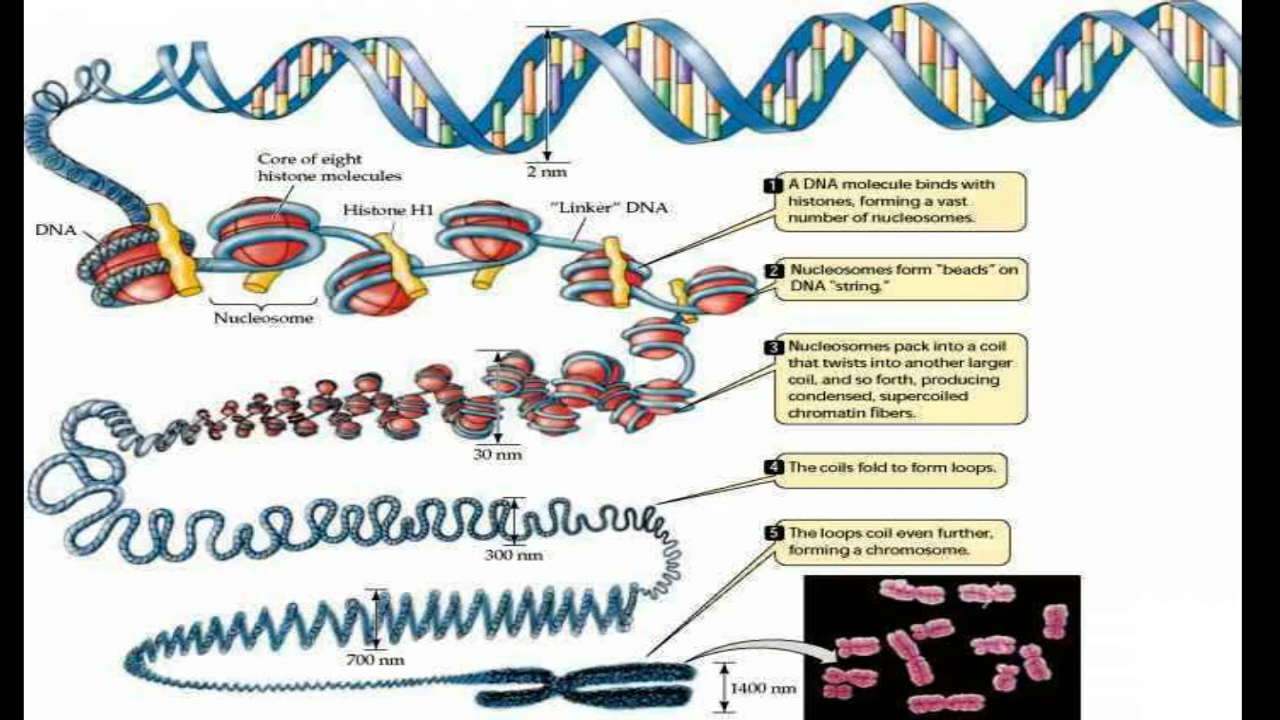 2 nm
Core of eight
histone molecules
Histone H1
"Linker" DNA
DNA
Nucleosome
1 A DNA molecule binds with
histones, forming a vast
number of nucleosomes.
2 Nucleosomes form "beads" on
DNA "string."
3 Nucleosomes pack into a coil
that twists into another larger
coil, and so forth, producing
condensed, supercoiled
chromatin fibers.
30 nm
4 The coils fold to form loops.
300 nm
5 The loops coil even further,
forming a chromosome.
700 nm
1400 nm